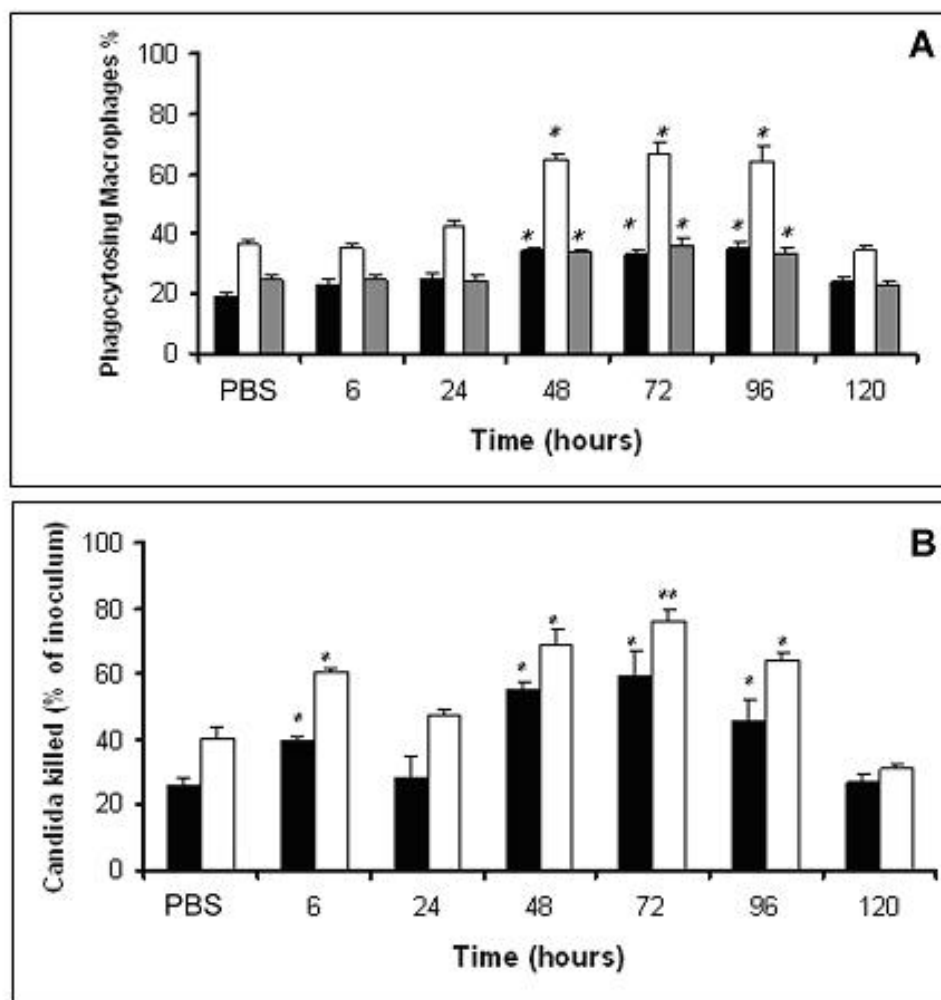 A
Phagocytosing Macrophages %
100
80
60
40
20
0
* * *
* * * * * *
PBS 6 24 48 72 96 120
Time (hours)
B
Candida killed (% of inoculum)
100
80
60
40
20
0
* * * * * ** * *
PBS 6 24 48 72 96 120
Time (hours)